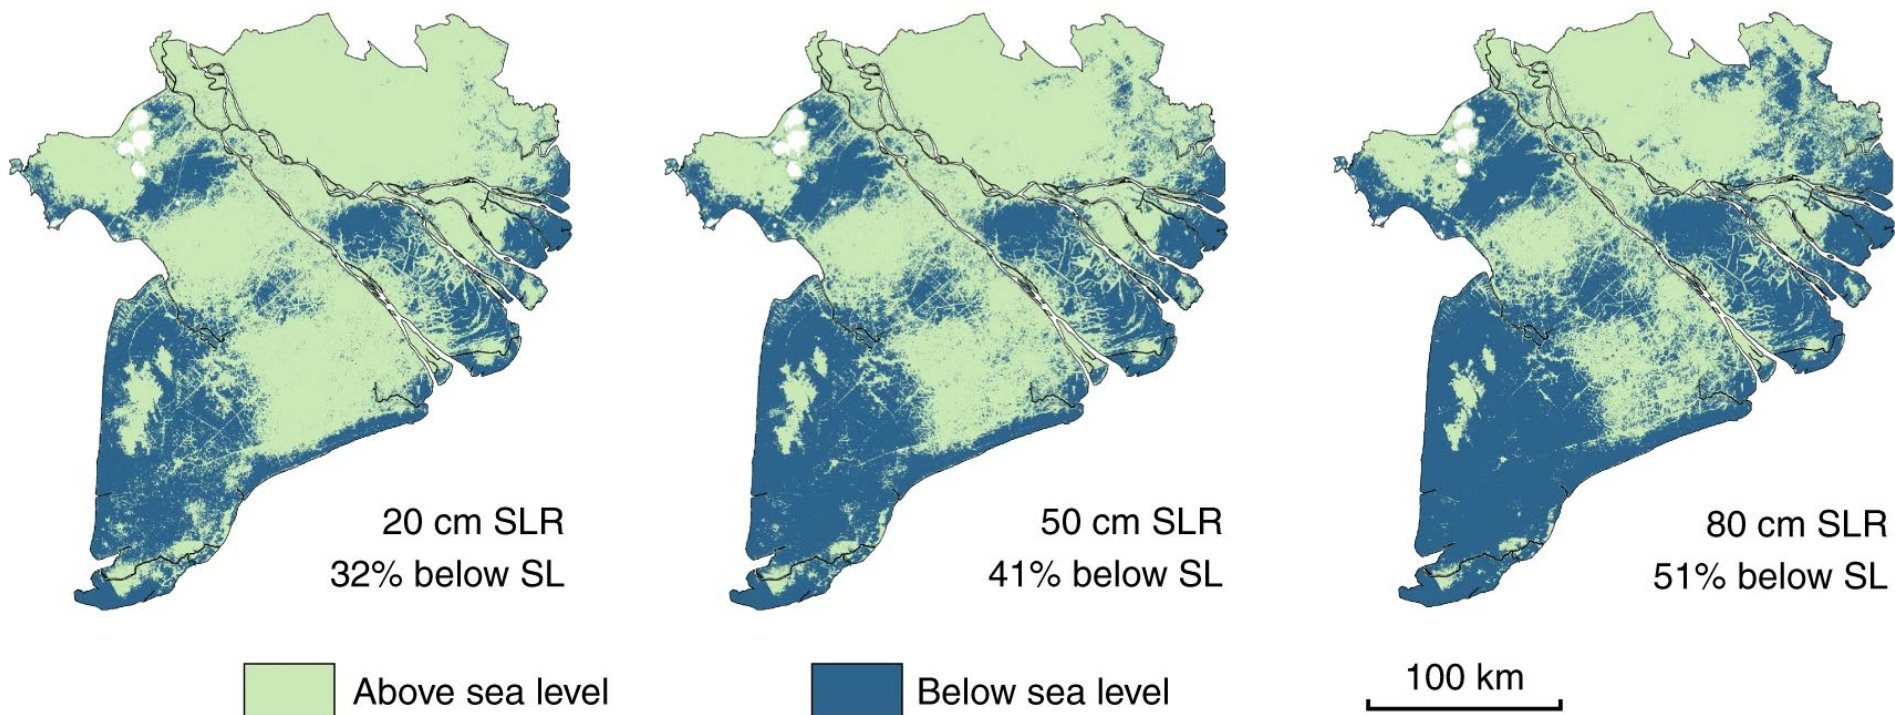 20 cm SLR
32% below SL
50 cm SLR
41% below SL
80 cm SLR
51% below SL
Above sea level
Below sea level
100 km